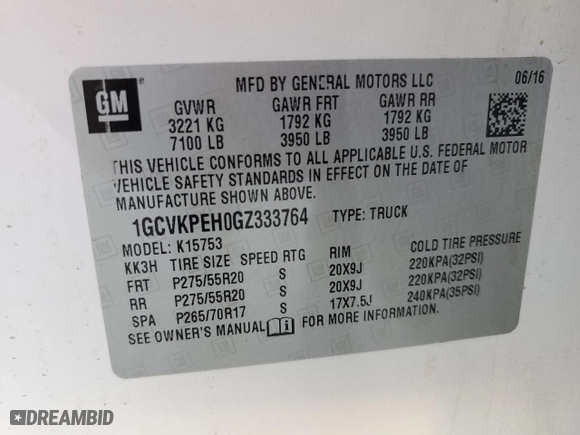 GM
MFD BY GENERAL MOTORS LLC 06/16
GVWR GAWR FRT GAWR RR
3221 KG 1792 KG 1792 KG
7100 LB 3950 LB 3950 LB
THIS VEHICLE CONFORMS TO ALL APPLICABLE U.S. FEDERAL MOTOR
VEHICLE SAFETY STANDARDS IN EFFECT ON THE DATE OF
MANUFACTURE SHOWN ABOVE.
1GCVKPEH0GZ333764 TYPE: TRUCK
MODEL: K15753
KK3H TIRE SIZE SPEED RTG RIM COLD TIRE PRESSURE
FRT P275/55R20 S 20X9J 220KPA(32PSI)
RR P275/55R20 S 20X9J 220KPA(32PSI)
SPA P265/70R17 S 17X7.5J 240KPA(35PSI)
SEE OWNER'S MANUAL i FOR MORE INFORMATION.
DREAMBID